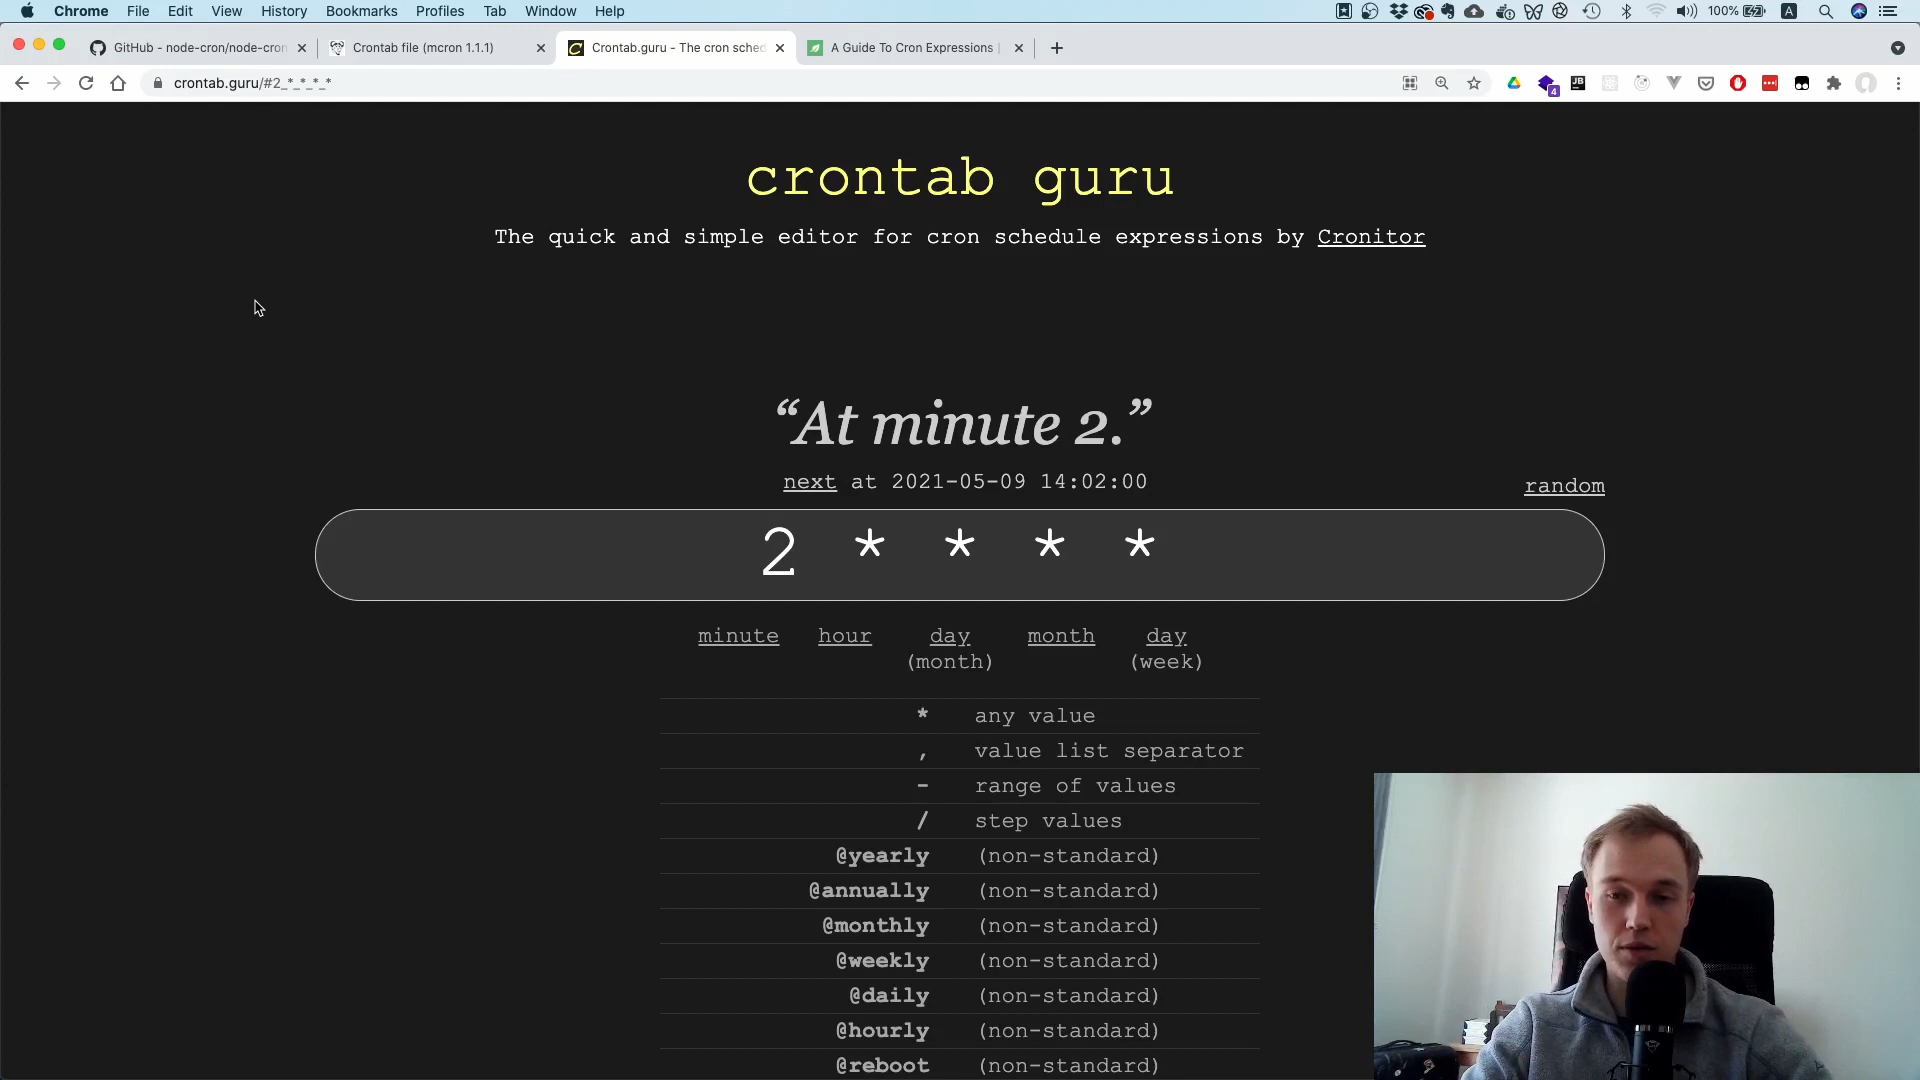 Chrome File Edit View History Bookmarks Profiles Tab Window Help 100% A
GitHub - node-cron/node-cron Crontab file (mcron 1.1.1) Crontab.guru - The cron sched A Guide To Cron Expressions |
crontab.guru/#2_*_*_*_* 4 JB
crontab guru
The quick and simple editor for cron schedule expressions by Cronitor
“At minute 2.”
next at 2021-05-09 14:02:00
random
2 * * * *
minute hour day (month) month day (week)
* any value
, value list separator
- range of values
/ step values
@yearly (non-standard)
@annually (non-standard)
@monthly (non-standard)
@weekly (non-standard)
@daily (non-standard)
@hourly (non-standard)
@reboot (non-standard)